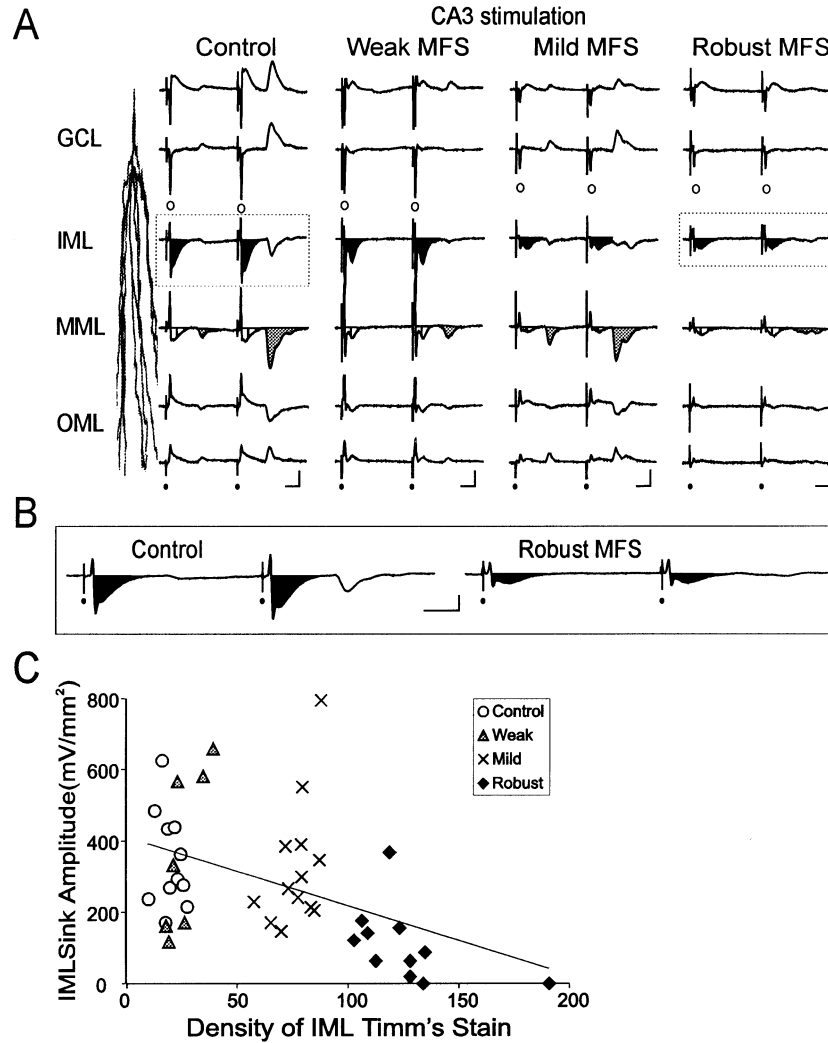 A
CA3 stimulation
Control Weak MFS Mild MFS Robust MFS
GCL
IML
MML
OML
B
Control Robust MFS
C
IMLSink Amplitude(mV/mm²)
800
600
400
200
0
0 50 100 150 200
Density of IML Timm's Stain
Control
Weak
Mild
Robust